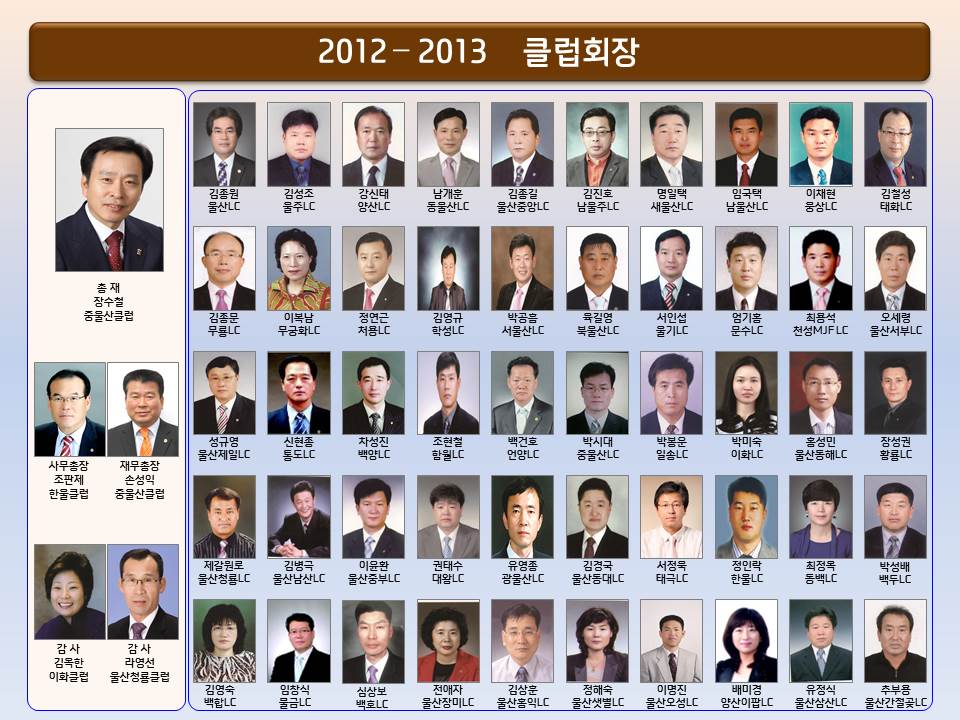 2012 – 2013 클럽회장
총 재
장수철
중울산클럽
사무총장
조판제
한울클럽
재무총장
손성익
중울산클럽
감 사
김옥한
이화클럽
감 사
라영선
울산청룡클럽
김종원
울산LC
김성조
울주LC
강신태
양산LC
남개훈
동울산LC
김종길
울산중앙LC
김진호
남울주LC
명일택
새울산LC
임국택
남울산LC
이채현
웅상LC
김철성
태화LC
김종문
무룡LC
이복남
무궁화LC
정연근
처용LC
김영규
학성LC
박공흠
서울산LC
육길영
북울산LC
서인섭
울기LC
엄기홍
문수LC
최용석
천성MJF LC
오세령
울산서부LC
성규영
울산제일LC
신현종
통도LC
차성진
백양LC
조현철
함월LC
백건호
언양LC
박시대
중울산LC
박봉운
일송LC
박미숙
이화LC
홍성민
울산동해LC
장성권
황룡LC
제갈원로
울산청룡LC
김병극
울산남산LC
이윤환
울산중부LC
권태수
대왕LC
유영종
광울산LC
김경국
울산동대LC
서정욱
태극LC
정인락
한울LC
최정옥
동백LC
박성배
백두LC
김영숙
백합LC
임창식
물금LC
심상보
백호LC
전애자
울산장미LC
김상훈
울산홍익LC
정해숙
울산샛별LC
이명진
울산오성LC
배미경
양산이팝LC
유정식
울산삼산LC
추부용
울산간절곶LC